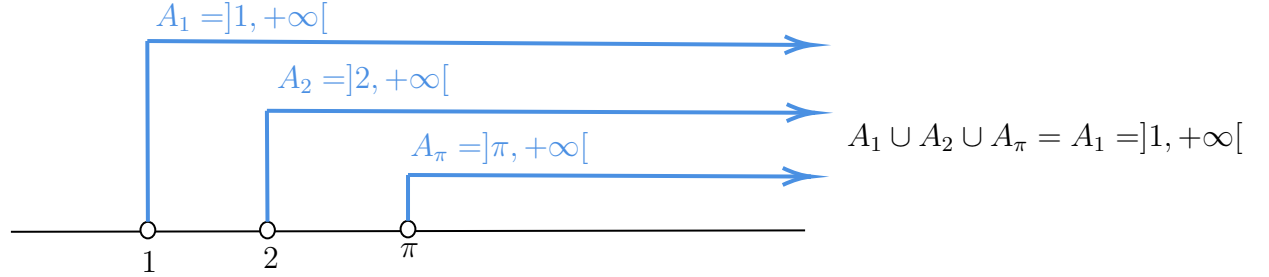 A₁ =]1, +∞[
A₂ =]2, +∞[
A_π =]π, +∞[
A₁ ∪ A₂ ∪ A_π = A₁ =]1, +∞[
1
2
π